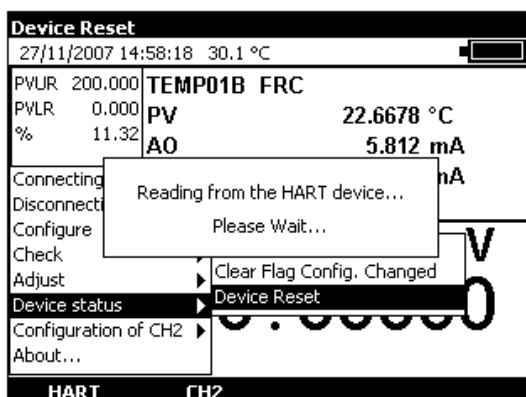 Device Reset
27/11/2007 14:58:18 30.1 °C
PVUR 200.000
PVLR 0.000
% 11.32
TEMP01B FRC
PV 22.6678 °C
AO 5.812 mA
mA
Reading from the HART device...
Please Wait...
Configure
Check
Adjust
Device status
Configuration of CH2
About...
Clear Flag Config. Changed
Device Reset
V
HART CH2